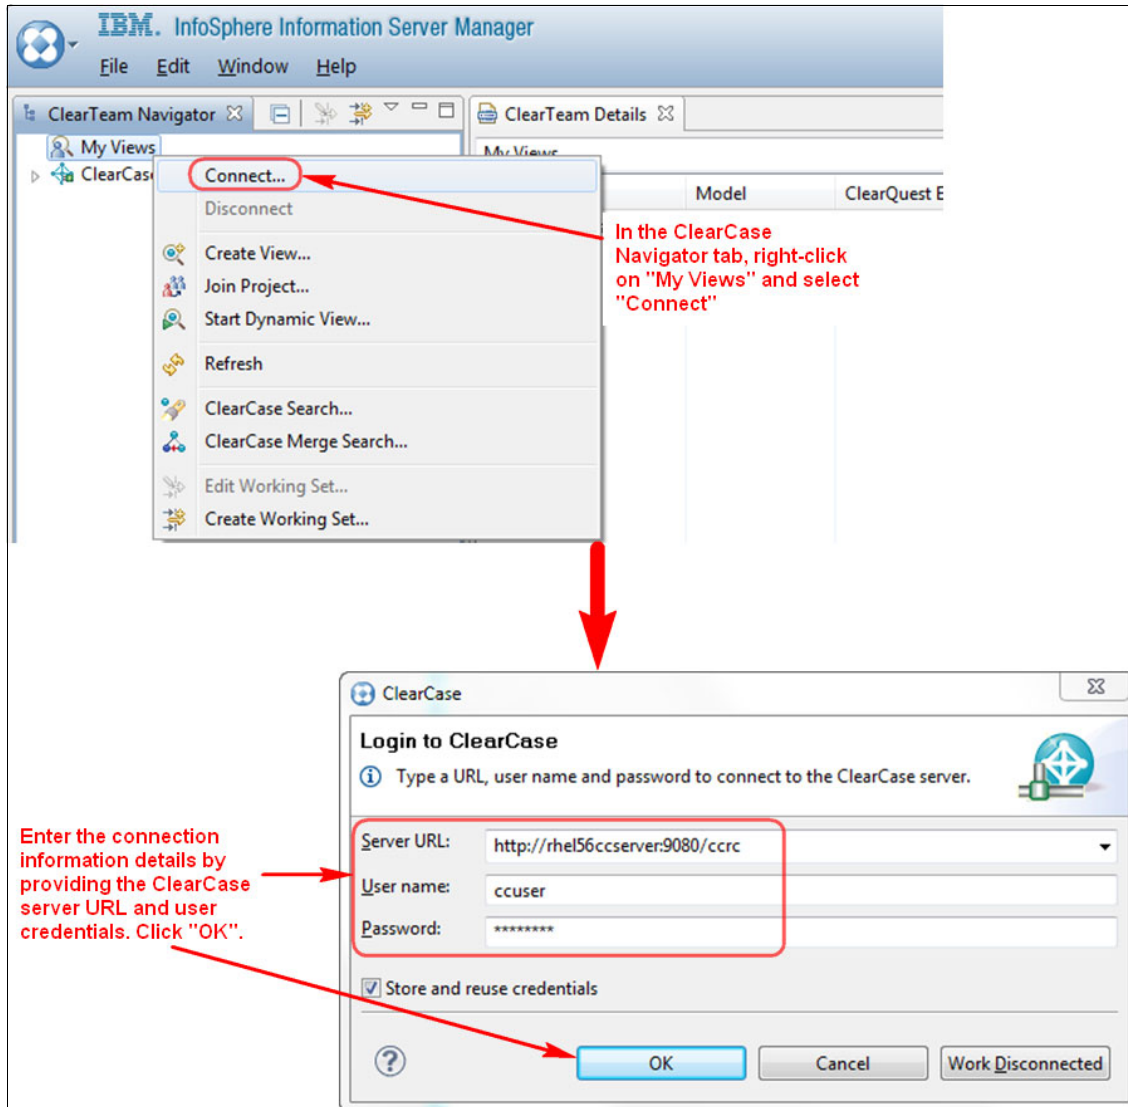 IBM. InfoSphere Information Server Manager
File Edit Window Help
ClearTeam Navigator
ClearTeam Details
My Views
My Views
ClearCase
Model
ClearQuest E
Connect...
Disconnect
Create View...
Join Project...
Start Dynamic View...
Refresh
ClearCase Search...
ClearCase Merge Search...
Edit Working Set...
Create Working Set...
In the ClearCase
Navigator tab, right-click
on "My Views" and select
"Connect"
ClearCase
Login to ClearCase
Type a URL, user name and password to connect to the ClearCase server.
Enter the connection
information details by
providing the ClearCase
server URL and user
credentials. Click "OK".
Server URL: http://rhel56ccserver:9080/ccrc
User name: ccuser
Password: ********
Store and reuse credentials
OK Cancel Work Disconnected